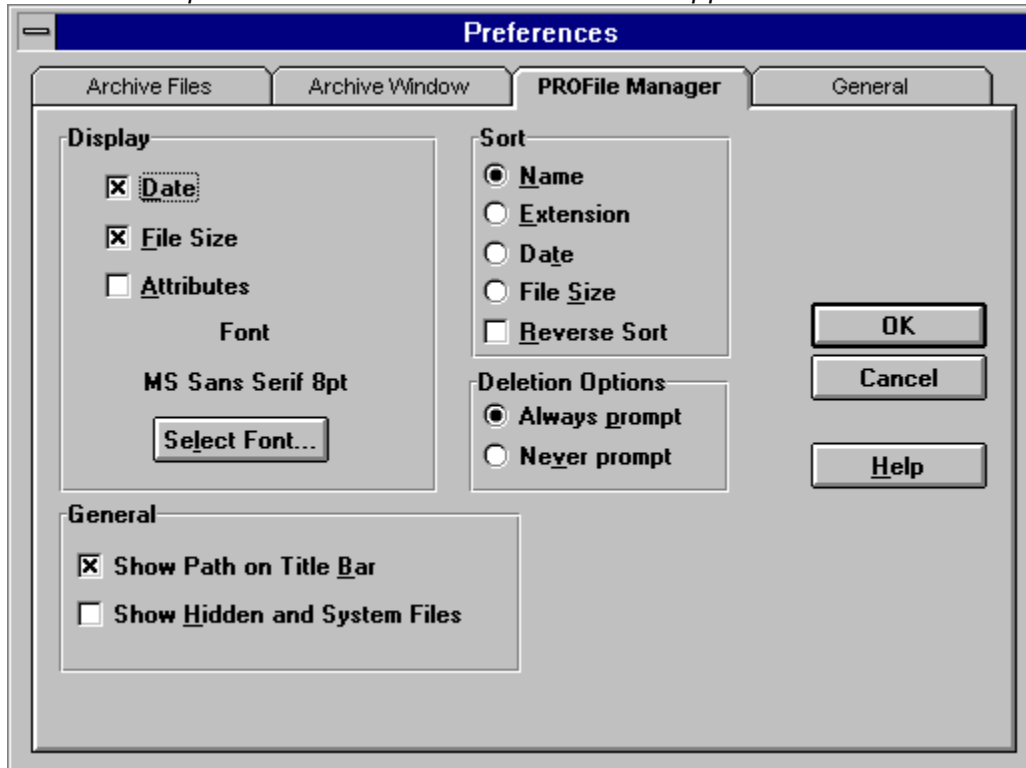 Preferences
Archive Files
Archive Window
PROFile Manager
General
Display
Date
File Size
Attributes
Font
MS Sans Serif 8pt
Select Font...
Sort
Name
Extension
Date
File Size
Reverse Sort
Deletion Options
Always prompt
Never prompt
OK
Cancel
Help
General
Show Path on Title Bar
Show Hidden and System Files